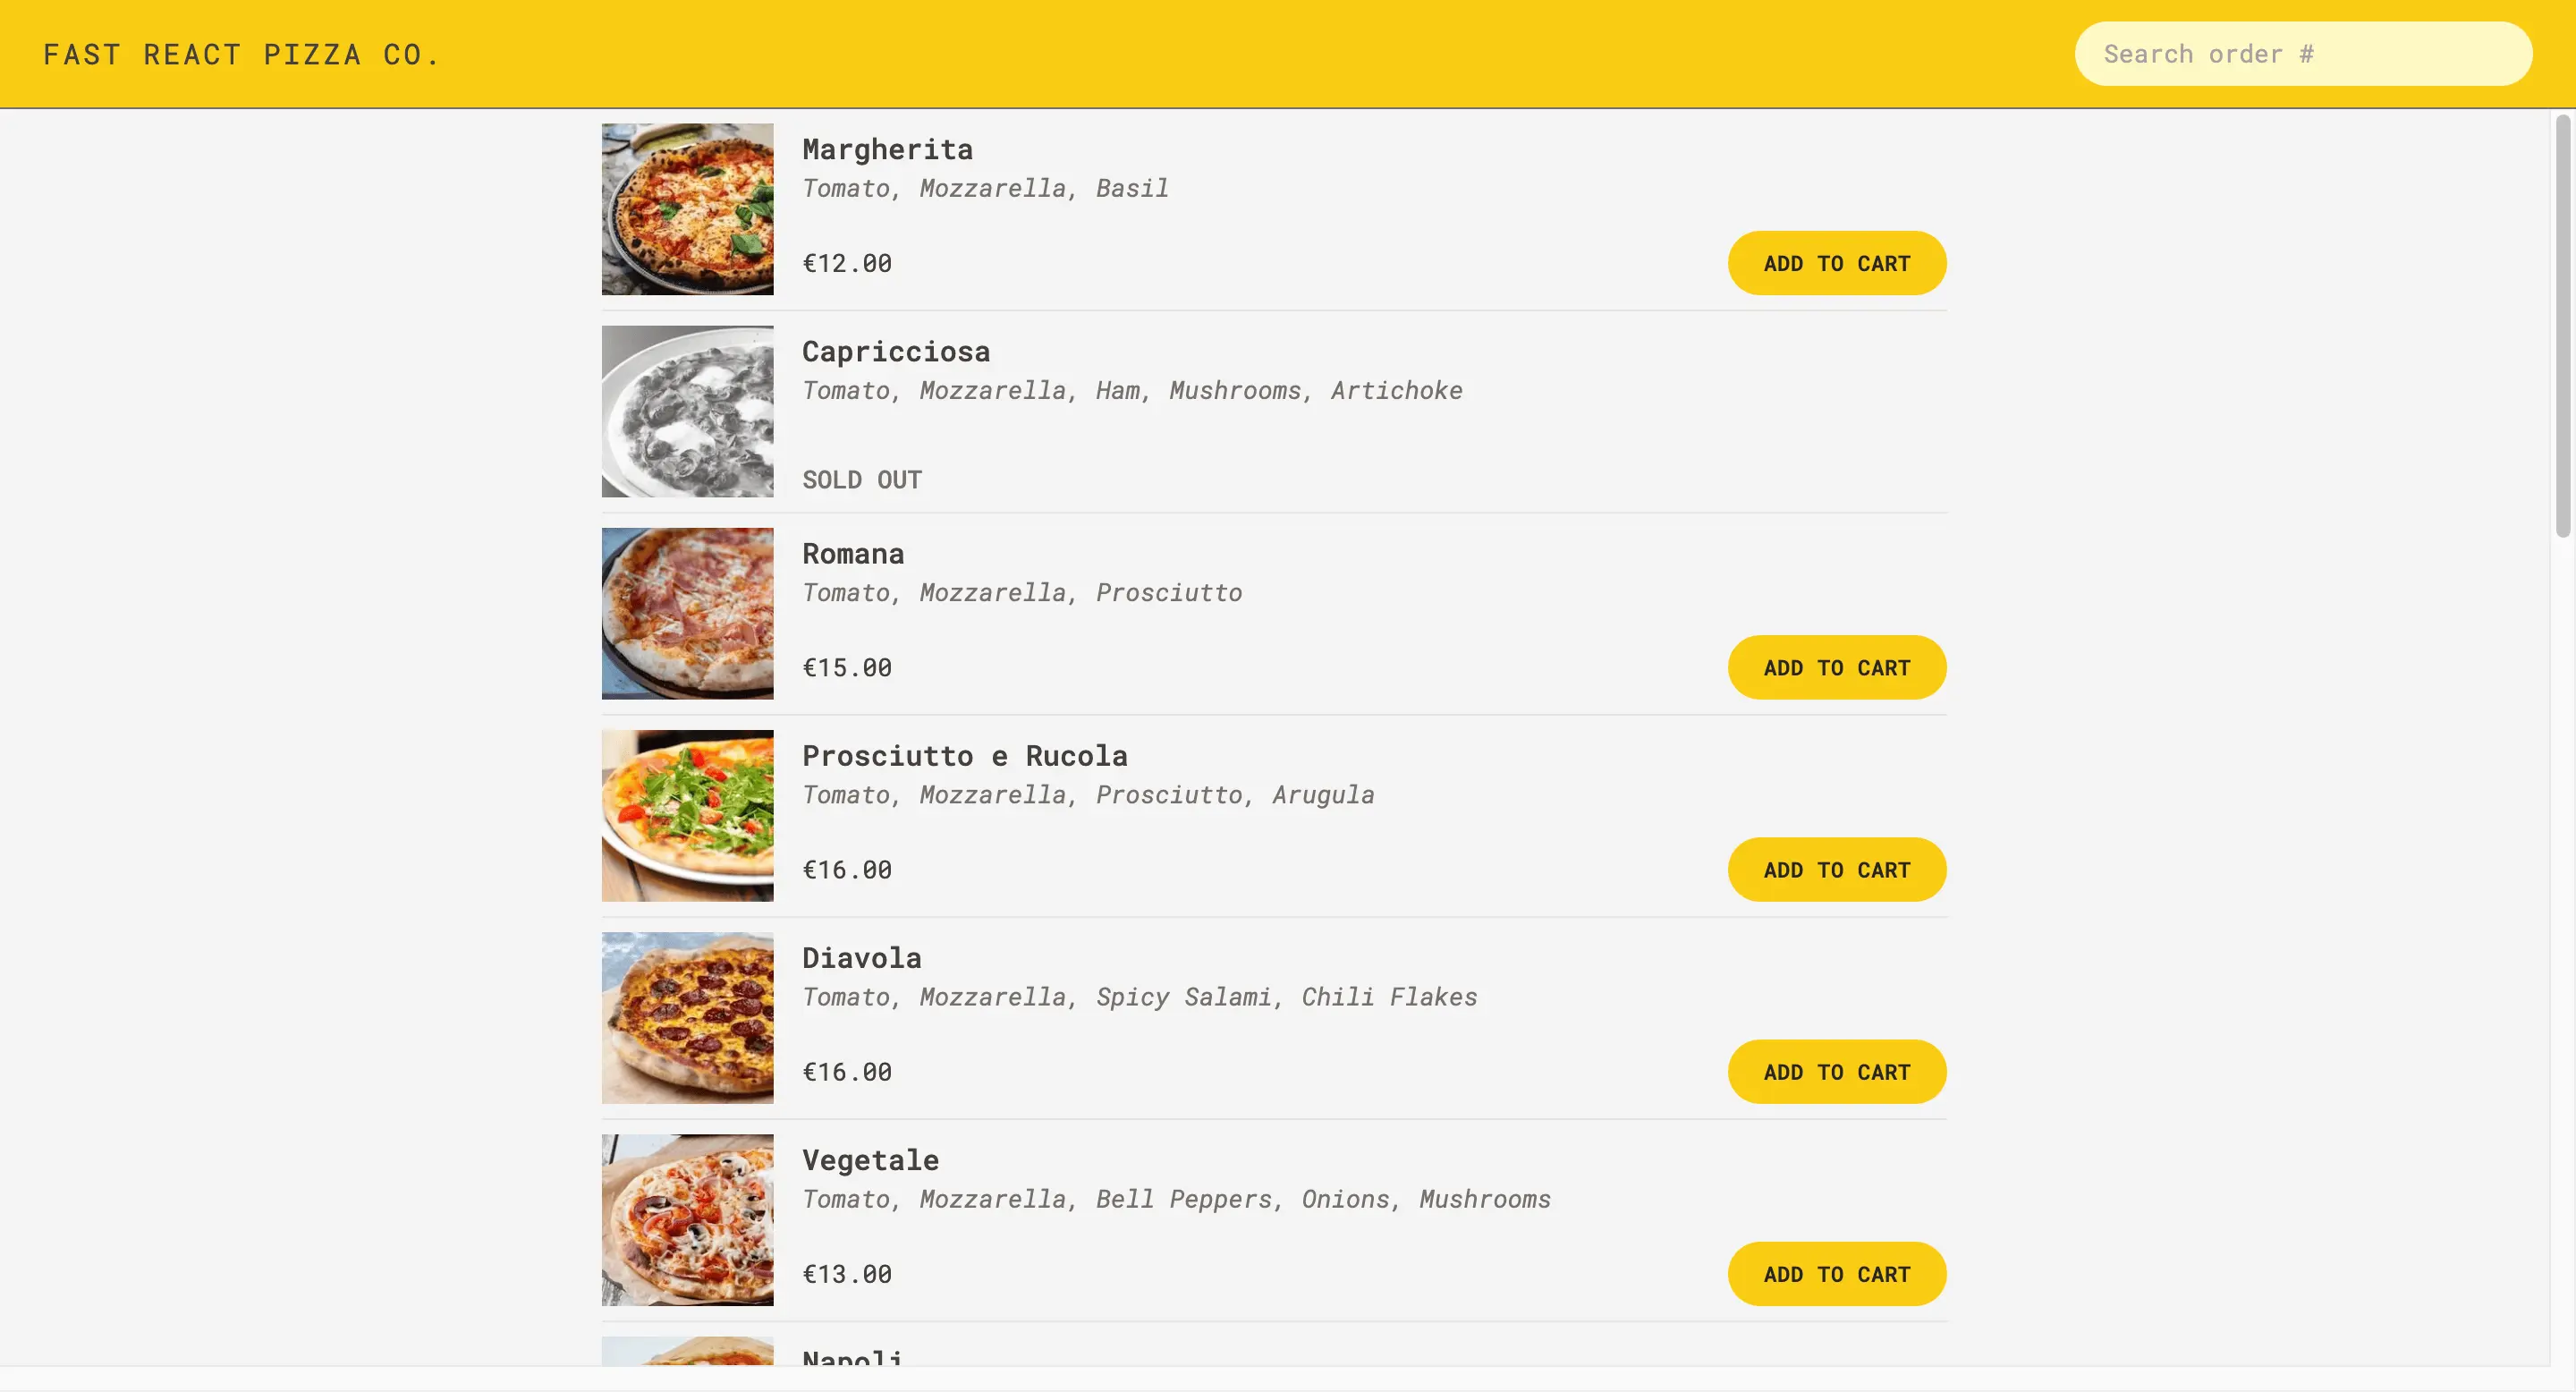 FAST REACT PIZZA CO.
Search order #
Margherita
Tomato, Mozzarella, Basil
€12.00
ADD TO CART
Capricciosa
Tomato, Mozzarella, Ham, Mushrooms, Artichoke
SOLD OUT
Romana
Tomato, Mozzarella, Prosciutto
€15.00
ADD TO CART
Prosciutto e Rucola
Tomato, Mozzarella, Prosciutto, Arugula
€16.00
ADD TO CART
Diavola
Tomato, Mozzarella, Spicy Salami, Chili Flakes
€16.00
ADD TO CART
Vegetale
Tomato, Mozzarella, Bell Peppers, Onions, Mushrooms
€13.00
ADD TO CART
Napoli